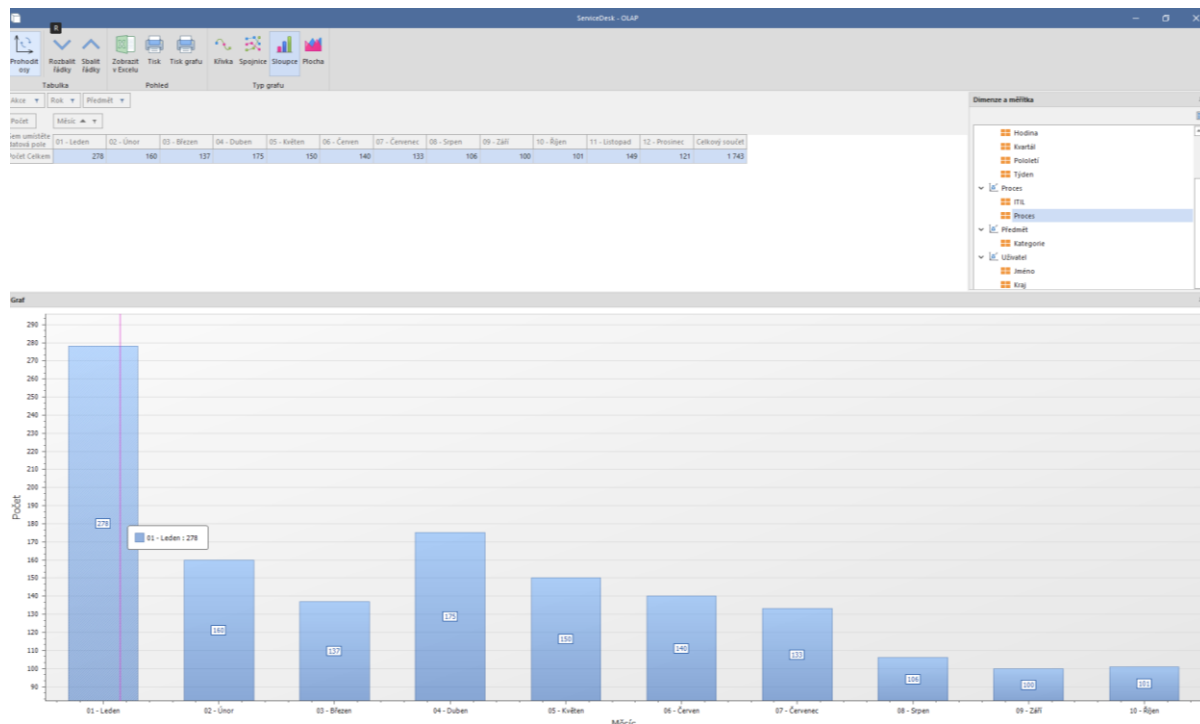 ServiceDesk - OLAP
R
Prohodit osy
Rozbalit řádky
Sbalit řádky
Zobrazit v Excelu
Tisk
Tisk grafu
Křivka
Spojnice
Sloupce
Plocha
Tabulka
Pohled
Typ grafu
Akce
Rok
Předmět
Dimenze a měřítka
Počet
Měsíc
Sem umístěte datová pole
01 - Leden 02 - Únor 03 - Březen 04 - Duben 05 - Květen 06 - Červen 07 - Červenec 08 - Srpen 09 - Září 10 - Říjen 11 - Listopad 12 - Prosinec Celkový součet
Počet Celkem 278 160 137 175 150 140 133 106 100 101 149 121 1 743
Hodina
Kvartál
Pololetí
Týden
Proces
ITIL
Proces
Předmět
Kategorie
Uživatel
Jméno
Kraj
Graf
290
280
270
260
250
240
230
220
210
200
190
180
170
160
150
140
130
120
110
100
90
Počet
278
01 - Leden : 278
160
137
175
150
140
133
106
100
101
01 - Leden 02 - Únor 03 - Březen 04 - Duben 05 - Květen 06 - Červen 07 - Červenec 08 - Srpen 09 - Září 10 - Říjen
Měsíc